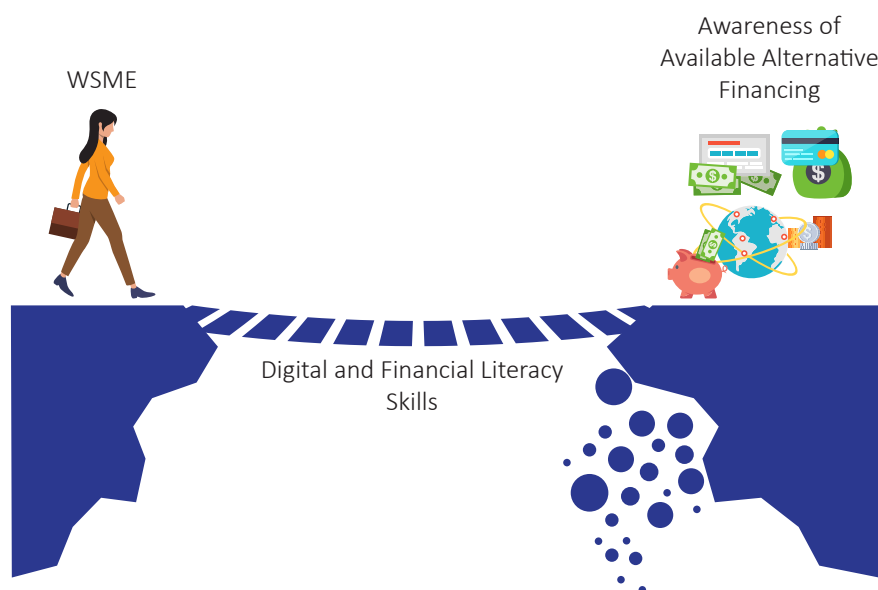 WSME
Awareness of
Available Alternative
Financing
$
$
Digital and Financial Literacy
Skills